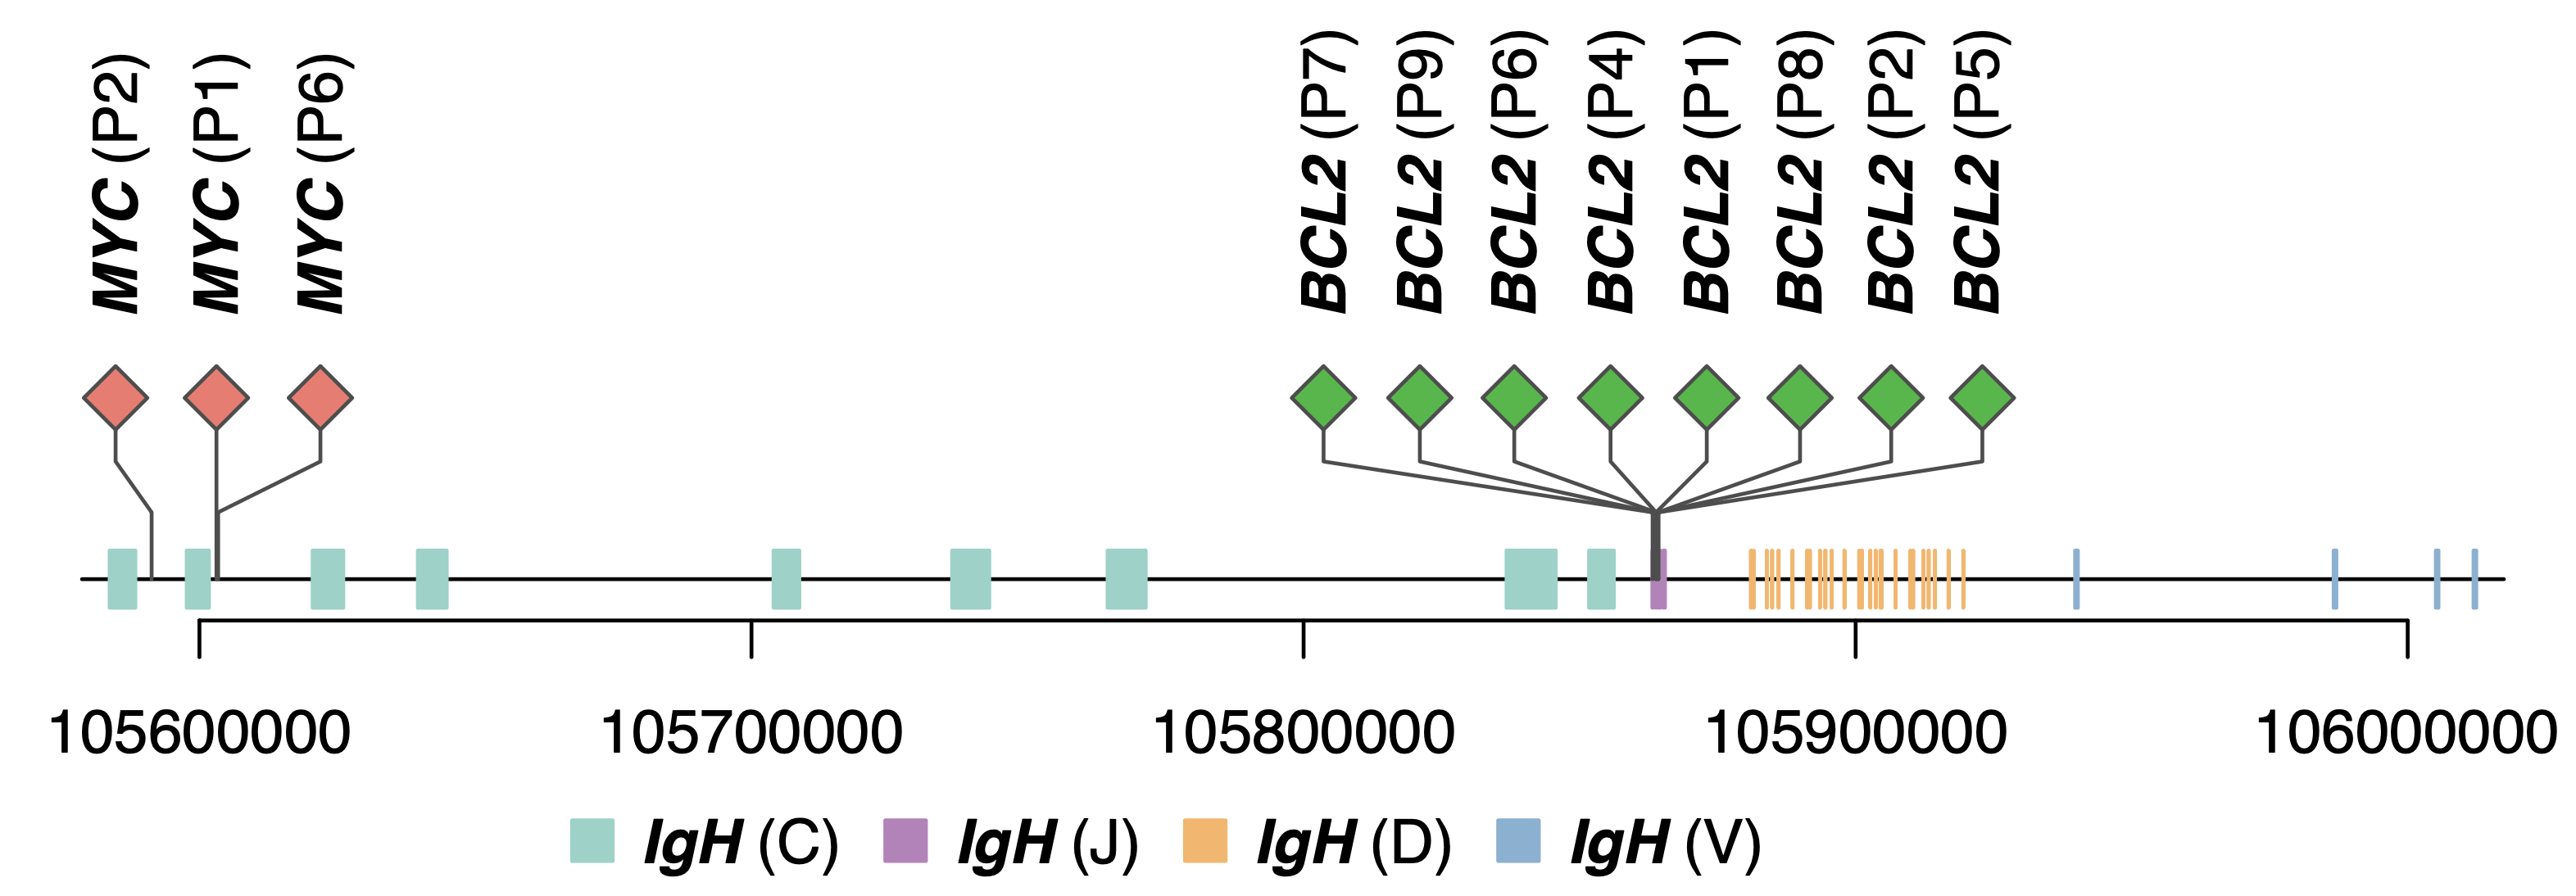 MYC (P2)
MYC (P1)
MYC (P6)
BCL2 (P7)
BCL2 (P9)
BCL2 (P6)
BCL2 (P4)
BCL2 (P1)
BCL2 (P8)
BCL2 (P2)
BCL2 (P5)
105600000 105700000 105800000 105900000 106000000
IgH (C) IgH (J) IgH (D) IgH (V)